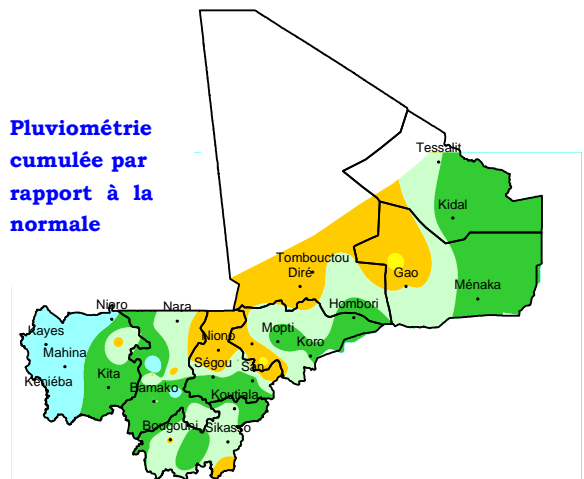 Pluviométrie
cumulée par
rapport à la
normale
Tessalit
Kidal
Tombouctou
Diré
Gao
Ménaka
Hombori
Nioro
Nara
Kayes
Niono
Mopti
Mahina
Koro
Kéniéba
Kita
Ségou
San
Bamako
Koutiala
Bougouni
Sikasso